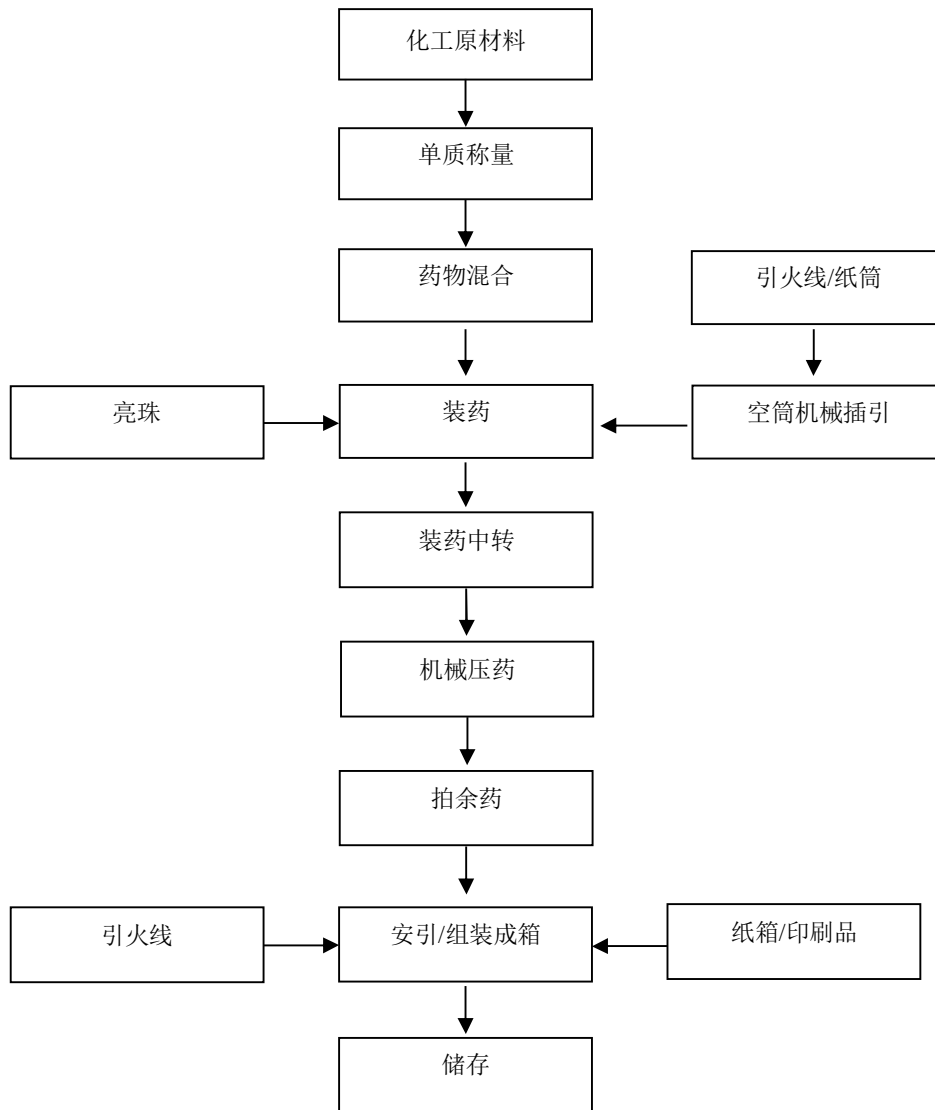 化工原材料
单质称量
药物混合
引火线/纸筒
亮珠
装药
空筒机械插引
装药中转
机械压药
拍余药
引火线
安引/组装成箱
纸箱/印刷品
储存